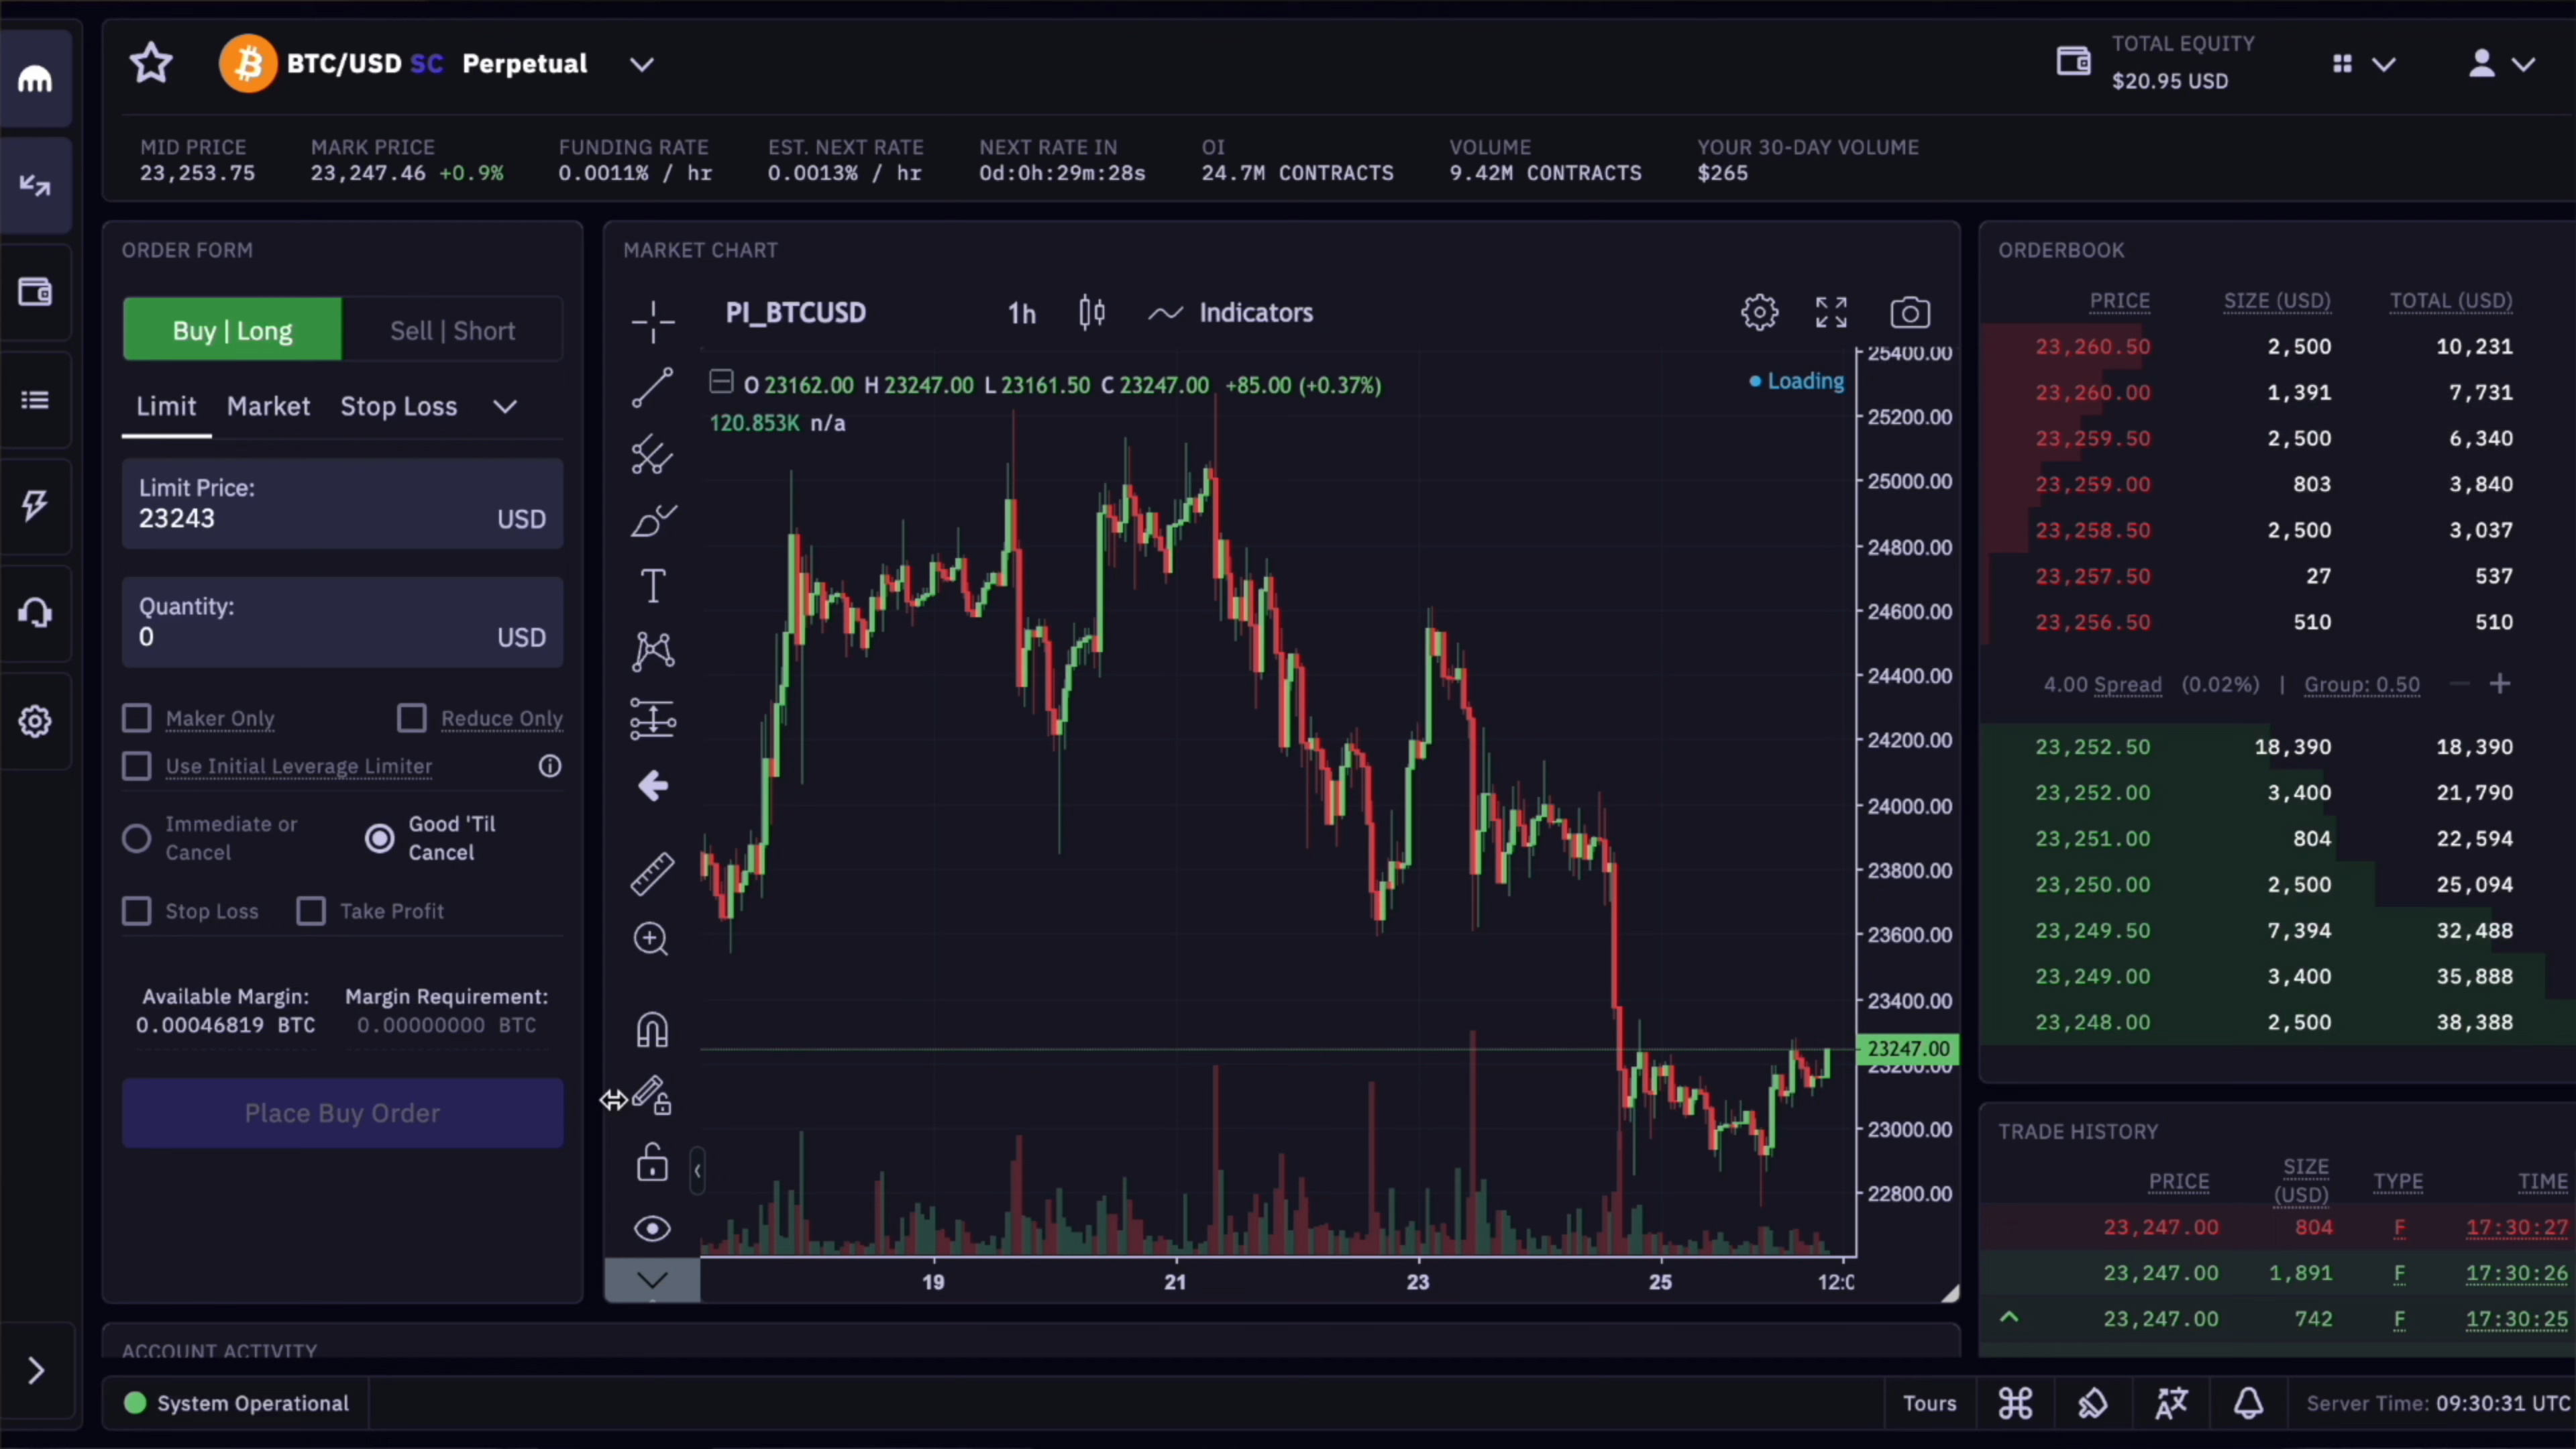 BTC/USD SC Perpetual
TOTAL EQUITY
$20.95 USD
MID PRICE
23,253.75
MARK PRICE
23,247.46 +0.9%
FUNDING RATE
0.0011% / hr
EST. NEXT RATE
0.0013% / hr
NEXT RATE IN
0d:0h:29m:28s
OI
24.7M CONTRACTS
VOLUME
9.42M CONTRACTS
YOUR 30-DAY VOLUME
$265
ORDER FORM
Buy | Long
Sell | Short
Limit Market Stop Loss
Limit Price:
23243 USD
Quantity:
0 USD
Maker Only
Reduce Only
Use Initial Leverage Limiter
Immediate or
Cancel
Good 'Til
Cancel
Stop Loss
Take Profit
Available Margin:
0.00046819 BTC
Margin Requirement:
0.00000000 BTC
Place Buy Order
MARKET CHART
PI_BTCUSD 1h Indicators
O 23162.00 H 23247.00 L 23161.50 C 23247.00 +85.00 (+0.37%)
120.853K n/a
Loading
25400.00
25200.00
25000.00
24800.00
24600.00
24400.00
24200.00
24000.00
23800.00
23600.00
23400.00
23247.00
23200.00
23000.00
22800.00
19 21 23 25 12:0
ORDERBOOK
PRICE SIZE (USD) TOTAL (USD)
23,260.50 2,500 10,231
23,260.00 1,391 7,731
23,259.50 2,500 6,340
23,259.00 803 3,840
23,258.50 2,500 3,037
23,257.50 27 537
23,256.50 510 510
4.00 Spread (0.02%) | Group: 0.50 − +
23,252.50 18,390 18,390
23,252.00 3,400 21,790
23,251.00 804 22,594
23,250.00 2,500 25,094
23,249.50 7,394 32,488
23,249.00 3,400 35,888
23,248.00 2,500 38,388
TRADE HISTORY
PRICE SIZE (USD) TYPE TIME
23,247.00 804 F 17:30:27
23,247.00 1,891 F 17:30:26
23,247.00 742 F 17:30:25
ACCOUNT ACTIVITY
System Operational
Tours
Server Time: 09:30:31 UTC